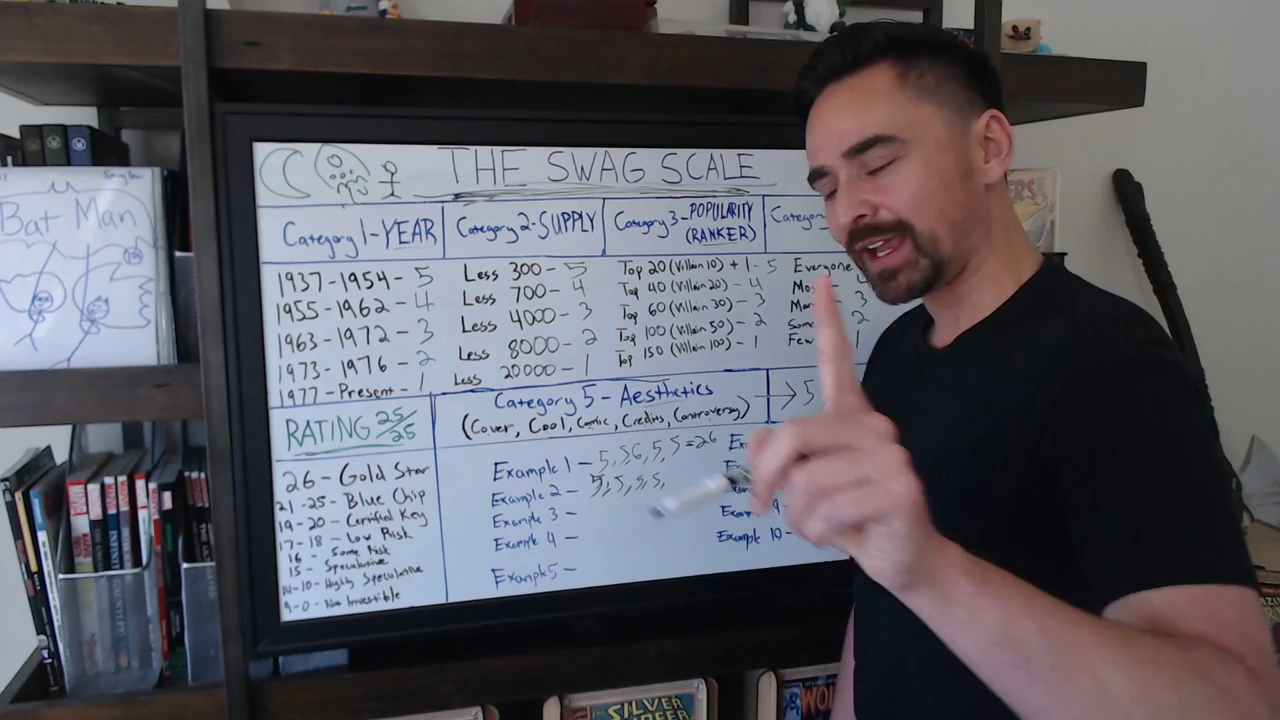 THE SWAG SCALE
Bat Man
Category 1-YEAR
1937-1954 - 5
1955-1962 - 4
1963-1972 - 3
1973-1976 - 2
1977-Present - 1
Category 2-SUPPLY
Less 300 - 5
Less 700 - 4
Less 4000 - 3
Less 8000 - 2
Less 20000 - 1
Category 3-POPULARITY
(RANKER)
Top 20 (Villain 10) + 1 - 5
Top 40 (Villain 20) - 4
Top 60 (Villain 30) - 3
Top 100 (Villain 50) - 2
Top 150 (Villain 100) - 1
Category
Everyone
4
3
2
Few 1
RATING 25/25
26 - Gold Star
21-25 - Blue Chip
19-20 - Certified Key
17-18 - Low Risk
16 - Some Risk
15 - Speculative
14-10 - Highly Speculative
9-0 - Investible
Category 5 - Aesthetics
(Cover, Cool, Comic, Credits, Controversy)
→ 5
Example 1 - 5,5,6,5,5 = 26
Example 2 - 5,5,5,5,
Example 3 -
Example 4 -
Example 5 -
Example 10 -
SILVER